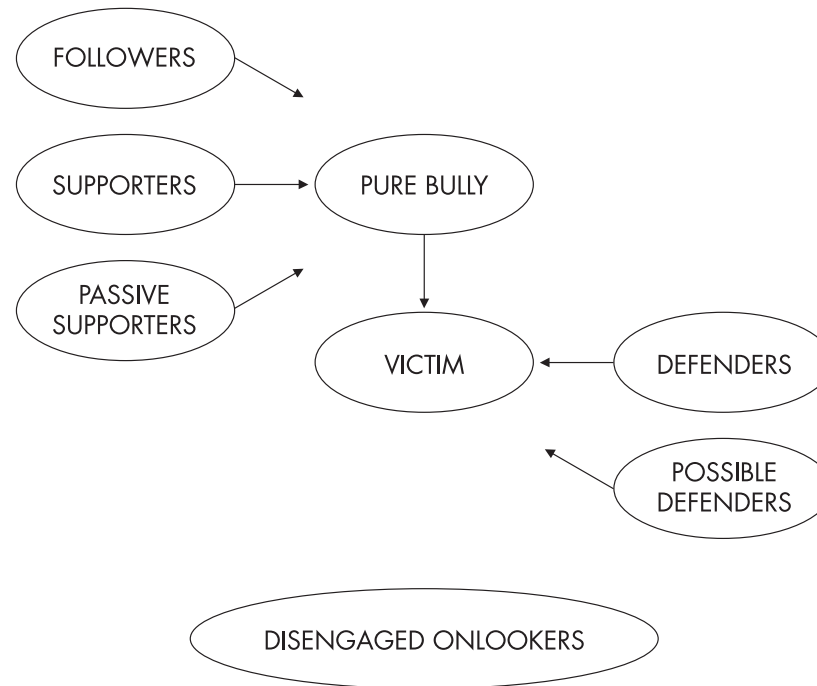 FOLLOWERS
SUPPORTERS
PURE BULLY
PASSIVE
SUPPORTERS
VICTIM
DEFENDERS
POSSIBLE
DEFENDERS
DISENGAGED ONLOOKERS